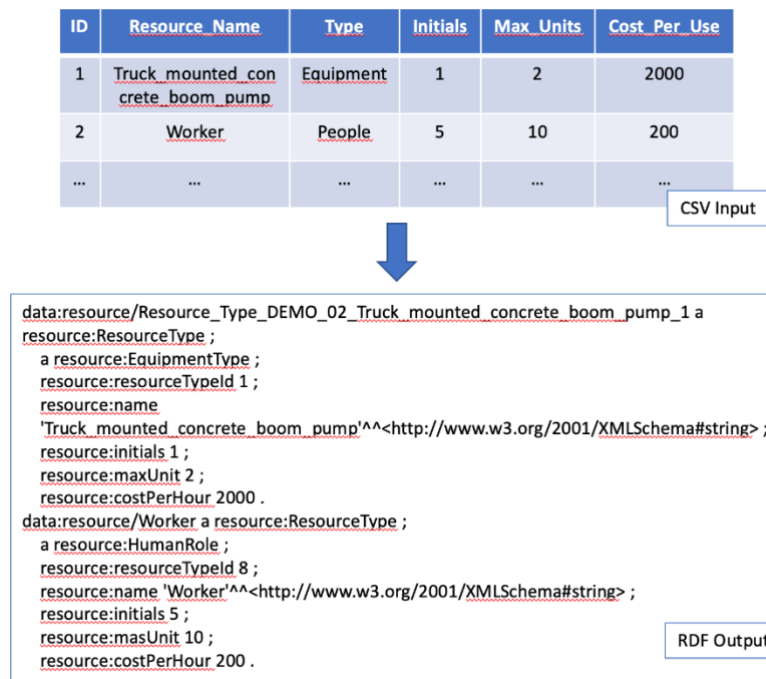 ID Resource_Name Type Initials Max_Units Cost_Per_Use
1 Truck_mounted_con Equipment 1 2 2000
crete_boom_pump
2 Worker People 5 10 200
... ... ... ... ... ...
CSV Input
data:resource/Resource_Type_DEMO_02_Truck_mounted_concrete_boom_pump_1 a
resource:ResourceType ;
a resource:EquipmentType ;
resource:resourceTypeId 1 ;
resource:name
'Truck_mounted_concrete_boom_pump'^^<http://www.w3.org/2001/XMLSchema#string> ;
resource:initials 1 ;
resource:maxUnit 2 ;
resource:costPerHour 2000 .
data:resource/Worker a resource:ResourceType ;
a resource:HumanRole ;
resource:resourceTypeId 8 ;
resource:name 'Worker'^^<http://www.w3.org/2001/XMLSchema#string> ;
resource:initials 5 ;
resource:masUnit 10 ;
resource:costPerHour 200 .
RDF Output